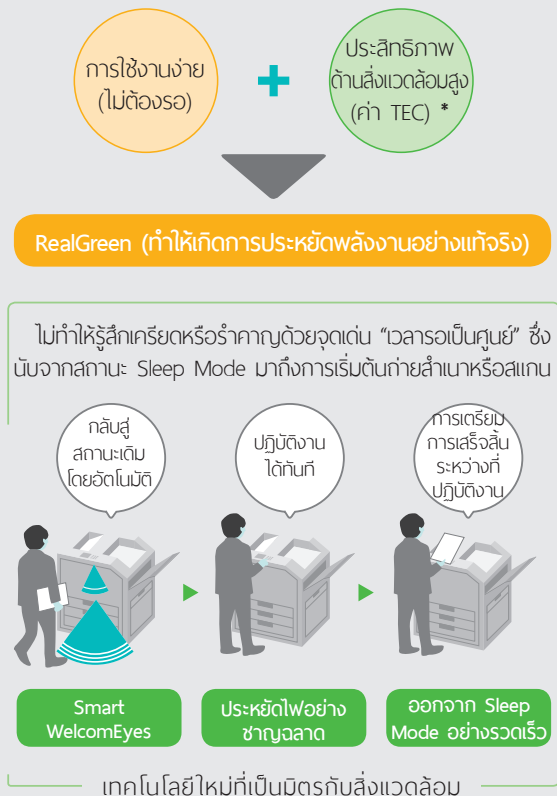 การใช้งานง่าย
(ไม่ต้องรอ)
ประสิทธิภาพ
ด้านสิ่งแวดล้อมสูง
(ค่า TEC) *
RealGreen (ทำให้เกิดการประหยัดพลังงานอย่างแท้จริง)
ไม่ทำให้รู้สึกเครียดหรือรำคาญด้วยจุดเด่น “เวลารอเป็นศูนย์” ซึ่ง
นับจากสถานะ Sleep Mode มาถึงการเริ่มต้นถ่ายสำเนาหรือสแกน
กลับสู่
สถานะเดิม
โดยอัตโนมัติ
ปฏิบัติงาน
ได้ทันที
การเตรียม
การเสร็จสิ้น
ระหว่างที่
ปฏิบัติงาน
Smart
WelcomEyes
ประหยัดไฟอย่าง
ชาญฉลาด
ออกจาก Sleep
Mode อย่างรวดเร็ว
เทคโนโลยีใหม่ที่เป็นมิตรกับสิ่งแวดล้อม